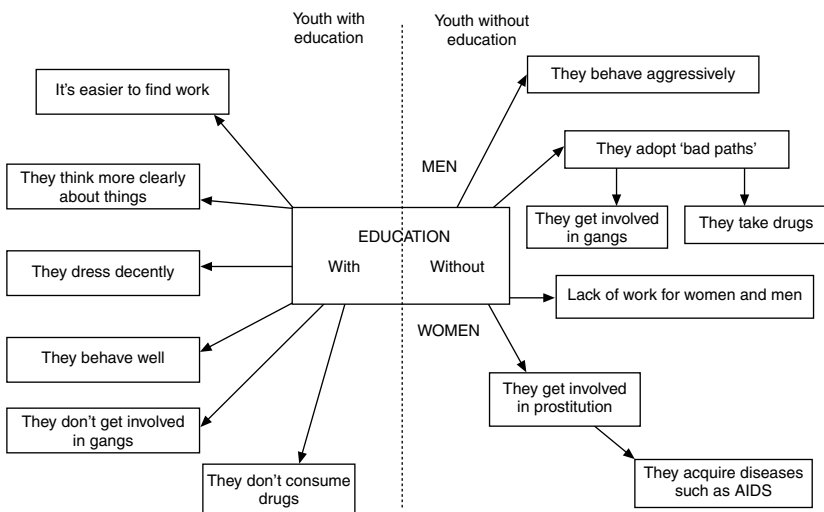 Youth with
education
Youth without
education
It's easier to find work
They think more clearly
about things
They dress decently
They behave well
They don't get involved
in gangs
They don't consume
drugs
EDUCATION
With
Without
MEN
They behave aggressively
They adopt 'bad paths'
They get involved
in gangs
They take drugs
Lack of work for women and men
WOMEN
They get involved
in prostitution
They acquire diseases
such as AIDS